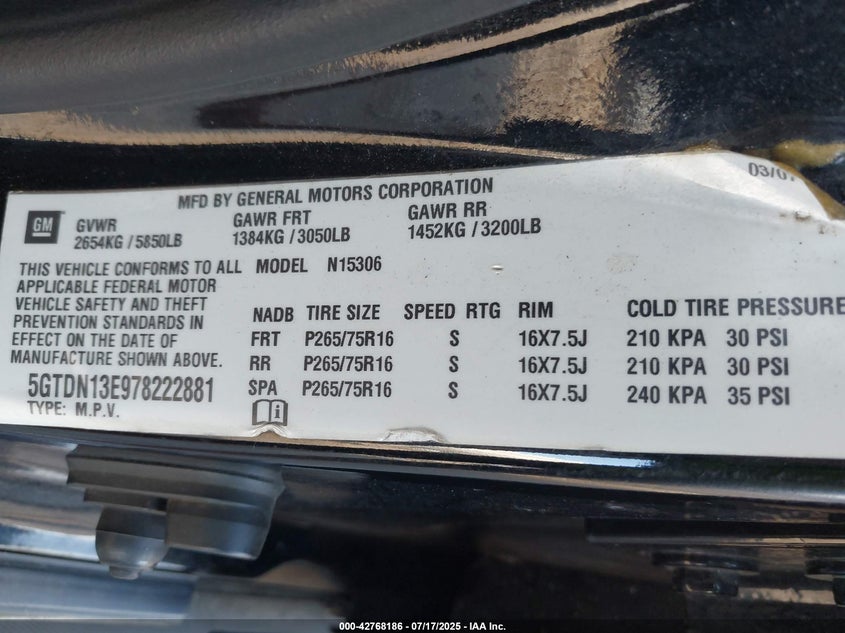 03/07
MFD BY GENERAL MOTORS CORPORATION
GM
GVWR GAWR FRT GAWR RR
2654KG / 5850LB 1384KG / 3050LB 1452KG / 3200LB
THIS VEHICLE CONFORMS TO ALL
APPLICABLE FEDERAL MOTOR
VEHICLE SAFETY AND THEFT
PREVENTION STANDARDS IN
EFFECT ON THE DATE OF
MANUFACTURE SHOWN ABOVE.
5GTDN13E978222881
TYPE: M.P.V.
MODEL N15306
NADB TIRE SIZE SPEED RTG RIM COLD TIRE PRESSURE
FRT P265/75R16 S 16X7.5J 210 KPA 30 PSI
RR P265/75R16 S 16X7.5J 210 KPA 30 PSI
SPA P265/75R16 S 16X7.5J 240 KPA 35 PSI
000-42768186 - 07/17/2025 - IAA Inc.